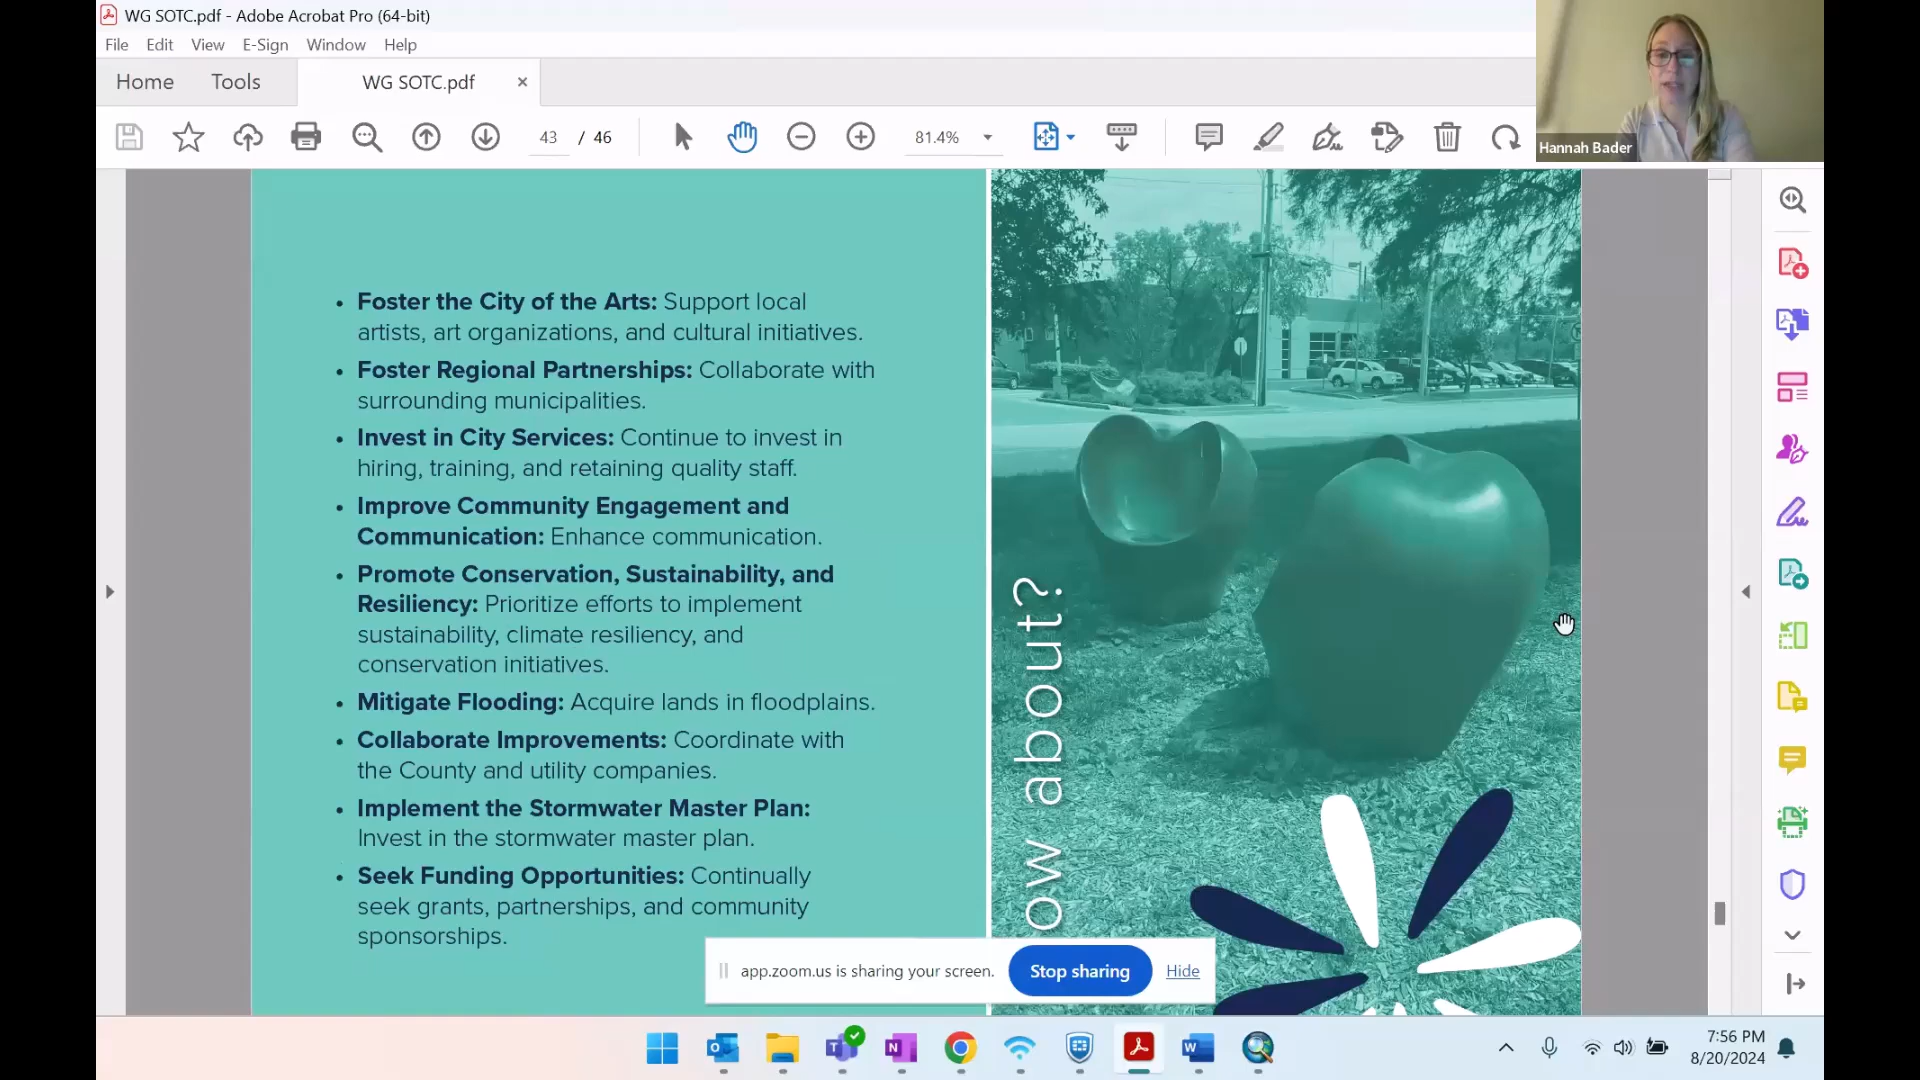 WG SOTC.pdf - Adobe Acrobat Pro (64-bit)
File Edit View E-Sign Window Help
Home Tools WG SOTC.pdf ×
43 / 46 81.4%
Hannah Bader
• Foster the City of the Arts: Support local
artists, art organizations, and cultural initiatives.
• Foster Regional Partnerships: Collaborate with
surrounding municipalities.
• Invest in City Services: Continue to invest in
hiring, training, and retaining quality staff.
• Improve Community Engagement and
Communication: Enhance communication.
• Promote Conservation, Sustainability, and
Resiliency: Prioritize efforts to implement
sustainability, climate resiliency, and
conservation initiatives.
• Mitigate Flooding: Acquire lands in floodplains.
• Collaborate Improvements: Coordinate with
the County and utility companies.
• Implement the Stormwater Master Plan:
Invest in the stormwater master plan.
• Seek Funding Opportunities: Continually
seek grants, partnerships, and community
sponsorships.
ow about?
app.zoom.us is sharing your screen. Stop sharing Hide
7:56 PM
8/20/2024